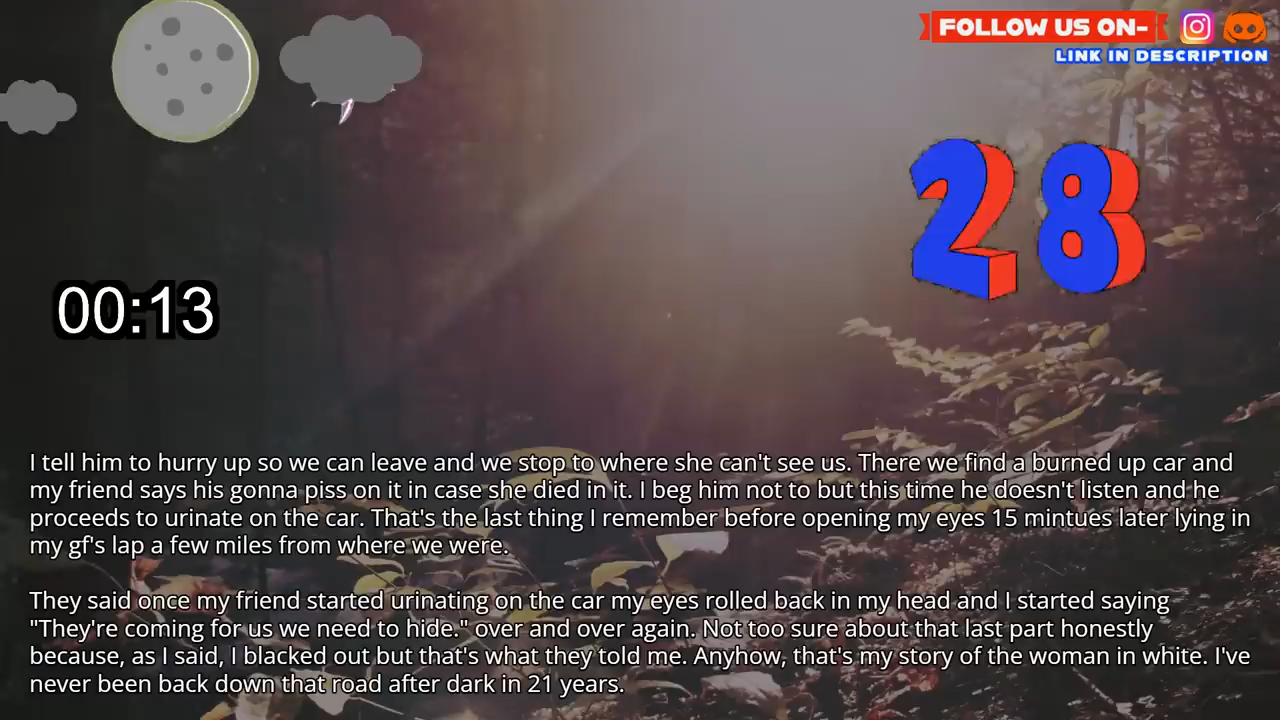 FOLLOW US ON-
LINK IN DESCRIPTION
28
00:13
I tell him to hurry up so we can leave and we stop to where she can't see us. There we find a burned up car and
my friend says his gonna piss on it in case she died in it. I beg him not to but this time he doesn't listen and he
proceeds to urinate on the car. That's the last thing I remember before opening my eyes 15 mintues later lying in
my gf's lap a few miles from where we were.
They said once my friend started urinating on the car my eyes rolled back in my head and I started saying
"They're coming for us we need to hide." over and over again. Not too sure about that last part honestly
because, as I said, I blacked out but that's what they told me. Anyhow, that's my story of the woman in white. I've
never been back down that road after dark in 21 years.